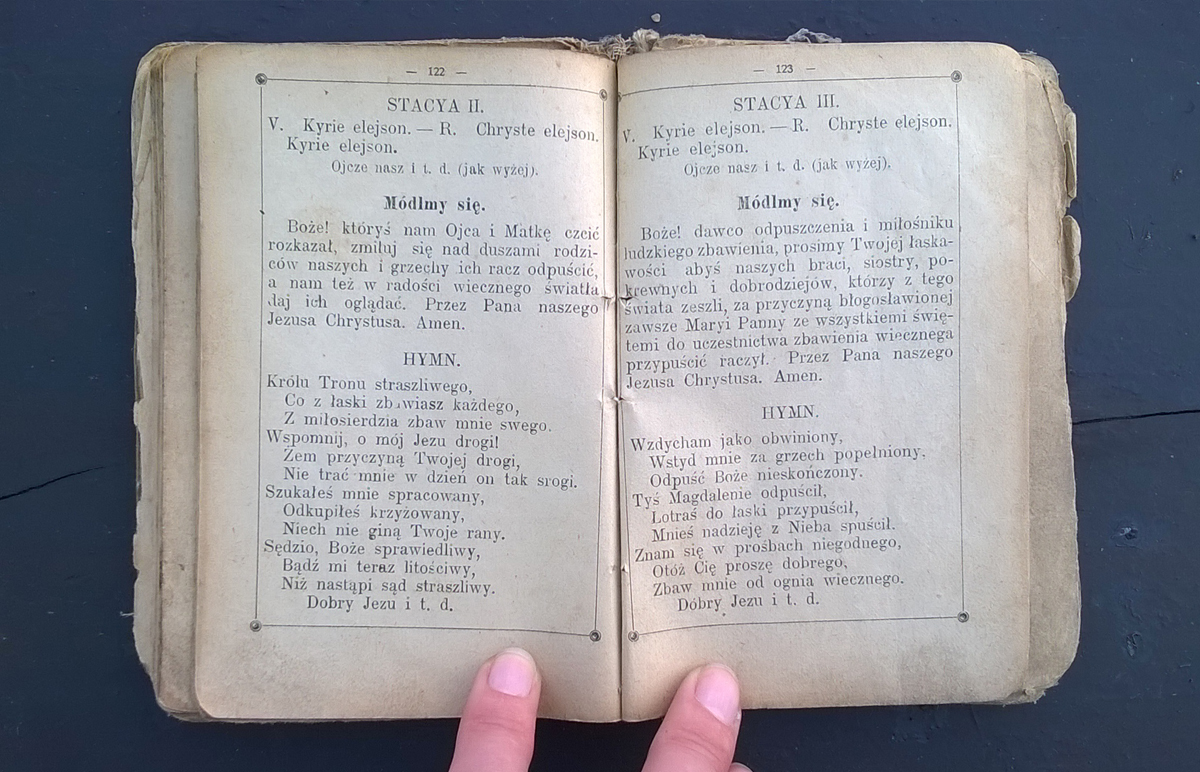 — 122 —
STACYA II.
V. Kyrie elejson. — R. Chryste elejson.
Kyrie elejson.
Ojcze nasz i t. d. (jak wyżej).
Módlmy się.
Boże! któryś nam Ojca i Matkę czcić
rozkazał, zmiłuj się nad duszami rodzi-
ców naszych i grzechy ich racz odpuścić,
a nam też w radości wiecznego światła
daj ich oglądać. Przez Pana naszego
Jezusa Chrystusa. Amen.
HYMN.
Królu Tronu straszliwego,
Co z łaski zbawiasz każdego,
Z miłosierdzia zbaw mnie swego.
Wspomnij, o mój Jezu drogi!
Żem przyczyną Twojej drogi,
Nie trać mnie w dzień on tak srogi.
Szukałeś mnie spracowany,
Odkupiłeś krzyżowany,
Niech nie giną Twoje rany.
Sędzio, Boże sprawiedliwy,
Bądź mi teraz litościwy,
Niż nastąpi sąd straszliwy.
Dobry Jezu i t. d.
— 123 —
STACYA III.
V. Kyrie elejson. — R. Chryste elejson.
Kyrie elejson.
Ojcze nasz i t. d. (jak wyżej).
Módlmy się.
Boże! dawco odpuszczenia i miłośniku
ludzkiego zbawienia, prosimy Twojej łaska-
wości abyś naszych braci, siostry, po-
krewnych i dobrodziejów, którzy z tego
świata zeszli, za przyczyną błogosławionej
zawsze Maryi Panny ze wszystkiemi świę-
temi do uczestnictwa zbawienia wiecznega
przypuścić raczył. Przez Pana naszego
Jezusa Chrystusa. Amen.
HYMN.
Wzdycham jako obwiniony,
Wstyd mnie za grzech popełniony.
Odpuść Boże nieskończony.
Tyś Magdalenie odpuścił,
Lotraś do łaski przypuścił,
Mnieś nadzieję z Nieba spuścił.
Znam się w prośbach niegodnego,
Otóż Cię proszę dobrego,
Zbaw mnie od ognia wiecznego.
Dobry Jezu i t. d.